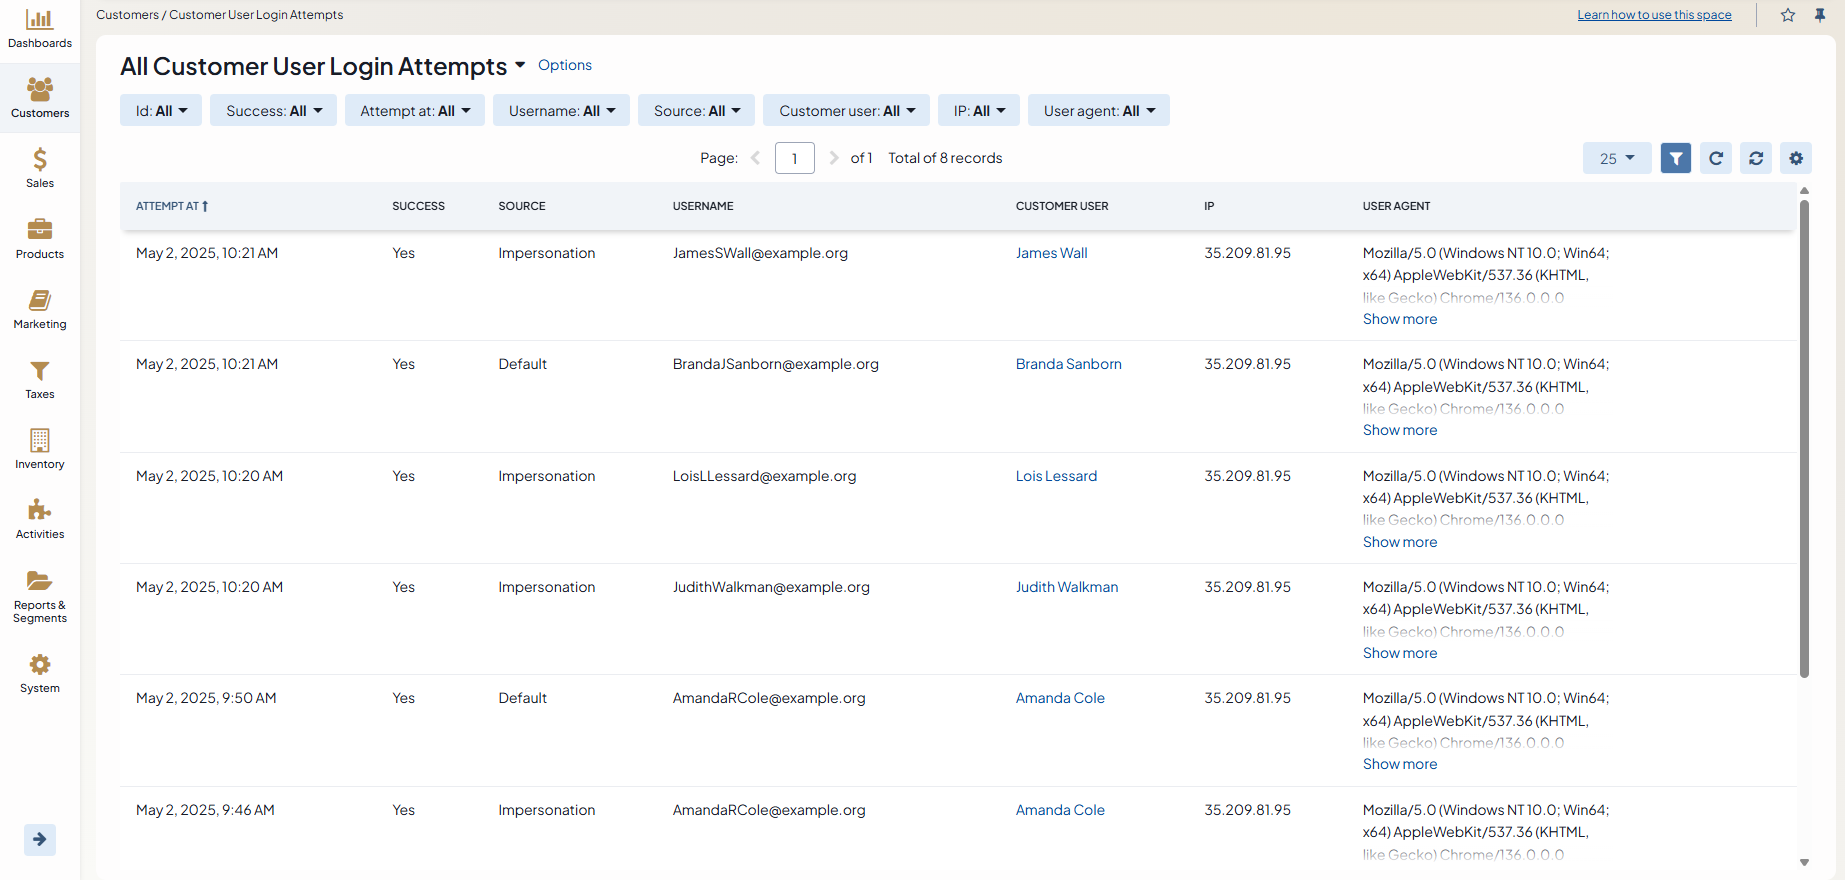 Dashboards
Customers
Sales
Products
Marketing
Taxes
Inventory
Activities
Reports &
Segments
System
Customers / Customer User Login Attempts
Learn how to use this space
All Customer User Login Attempts
Options
Id: All
Success: All
Attempt at: All
Username: All
Source: All
Customer user: All
IP: All
User agent: All
Page: 1 of 1 Total of 8 records
25
ATTEMPT AT SUCCESS SOURCE USERNAME CUSTOMER USER IP USER AGENT
May 2, 2025, 10:21 AM Yes Impersonation JamesSWall@example.org James Wall 35.209.81.95 Mozilla/5.0 (Windows NT 10.0; Win64;
x64) AppleWebKit/537.36 (KHTML,
like Gecko) Chrome/136.0.0.0
Show more
May 2, 2025, 10:21 AM Yes Default BrandaJSanborn@example.org Branda Sanborn 35.209.81.95 Mozilla/5.0 (Windows NT 10.0; Win64;
x64) AppleWebKit/537.36 (KHTML,
like Gecko) Chrome/136.0.0.0
Show more
May 2, 2025, 10:20 AM Yes Impersonation LoisLLessard@example.org Lois Lessard 35.209.81.95 Mozilla/5.0 (Windows NT 10.0; Win64;
x64) AppleWebKit/537.36 (KHTML,
like Gecko) Chrome/136.0.0.0
Show more
May 2, 2025, 10:20 AM Yes Impersonation JudithWalkman@example.org Judith Walkman 35.209.81.95 Mozilla/5.0 (Windows NT 10.0; Win64;
x64) AppleWebKit/537.36 (KHTML,
like Gecko) Chrome/136.0.0.0
Show more
May 2, 2025, 9:50 AM Yes Default AmandaRCole@example.org Amanda Cole 35.209.81.95 Mozilla/5.0 (Windows NT 10.0; Win64;
x64) AppleWebKit/537.36 (KHTML,
like Gecko) Chrome/136.0.0.0
Show more
May 2, 2025, 9:46 AM Yes Impersonation AmandaRCole@example.org Amanda Cole 35.209.81.95 Mozilla/5.0 (Windows NT 10.0; Win64;
x64) AppleWebKit/537.36 (KHTML,
like Gecko) Chrome/136.0.0.0